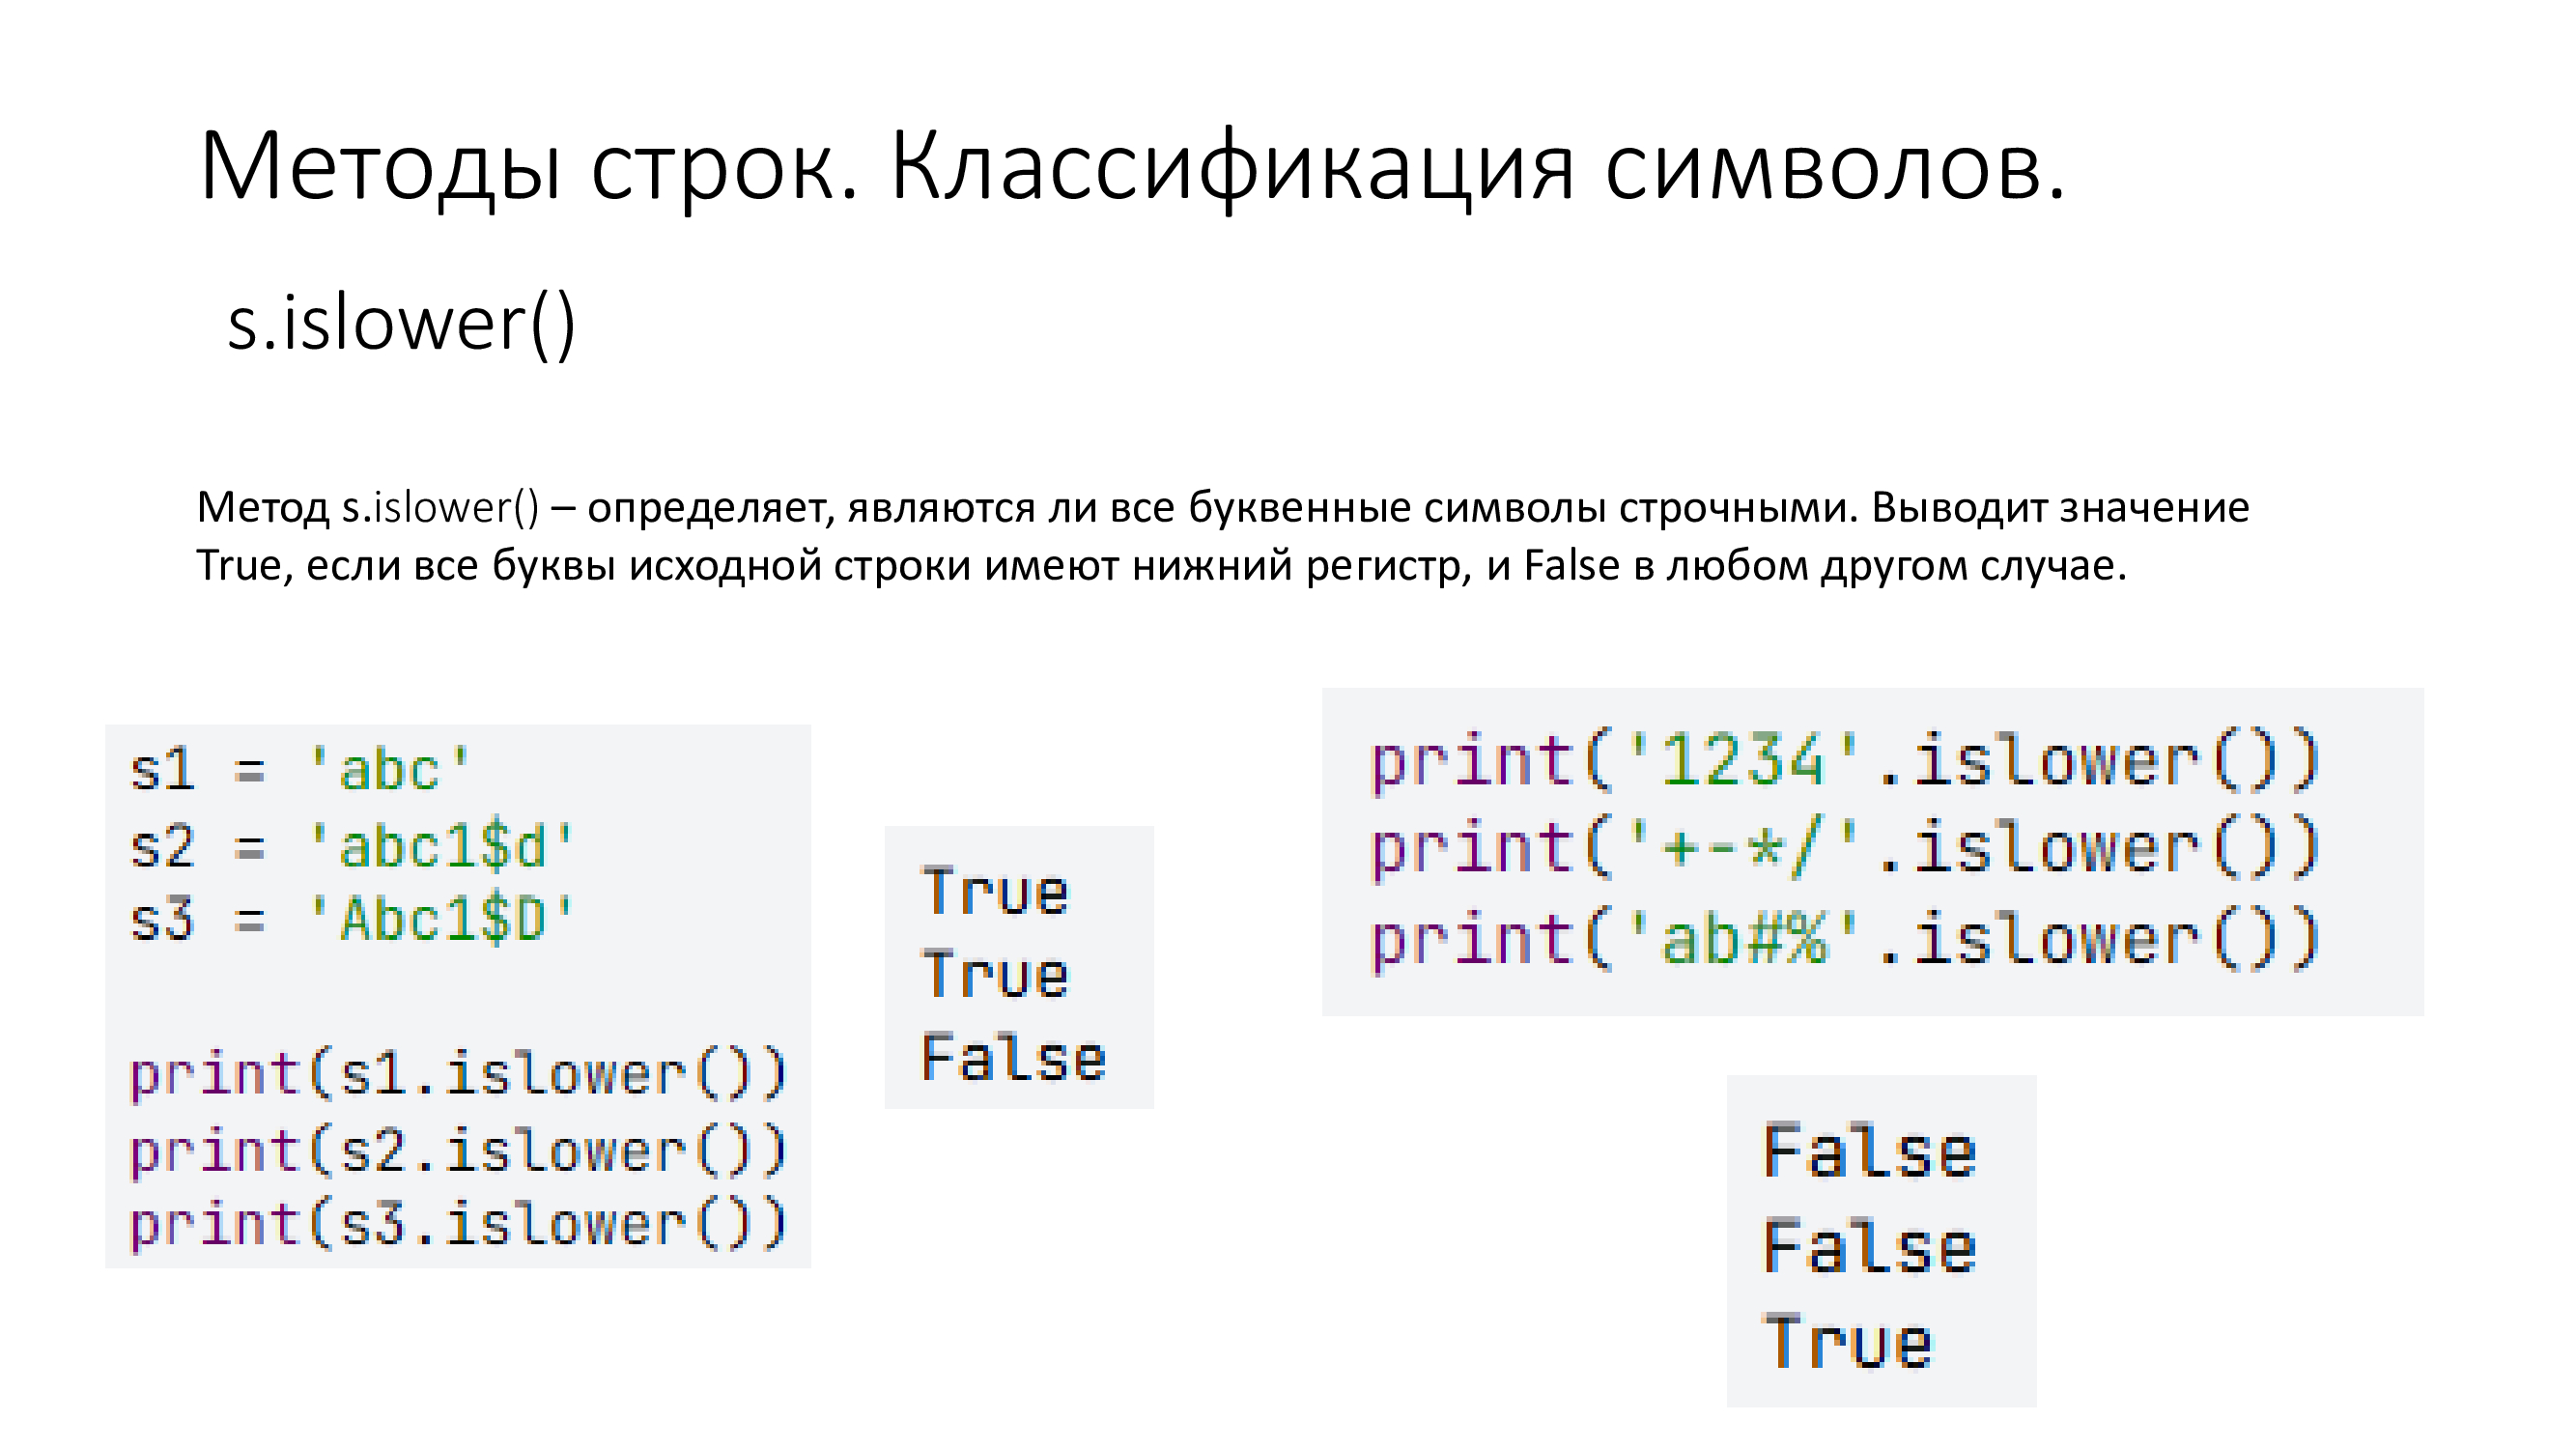 Методы строк. Классификация символов.
s.islower()
Метод s.islower() – определяет, являются ли все буквенные символы строчными. Выводит значение
True, если все буквы исходной строки имеют нижний регистр, и False в любом другом случае.
s1 = 'abc'
s2 = 'abc1$d'
s3 = 'Abc1$D'
print(s1.islower())
print(s2.islower())
print(s3.islower())
True
True
False
print('1234'.islower())
print('+-*/'.islower())
print('ab#%'.islower())
False
False
True